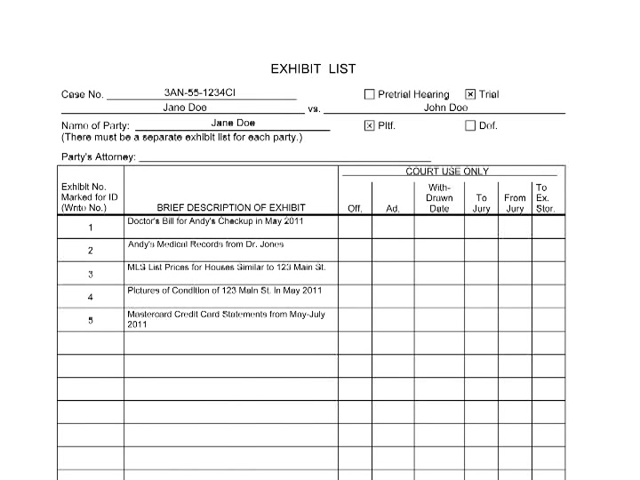 EXHIBIT LIST
Case No. 3AN-55-1234CI Pretrial Hearing Trial
Jane Doe vs. John Doe
Name of Party: Jane Doe Pltf. Def.
(There must be a separate exhibit list for each party.)
Party's Attorney:
COURT USE ONLY
Exhibit No.
Marked for ID
(Write No.)
BRIEF DESCRIPTION OF EXHIBIT
Off.
Ad.
With-
Drawn
Date
To
Jury
From
Jury
To
Ex.
Stor.
1 Doctor's Bill for Andy's Checkup in May 2011
2 Andy's Medical Records from Dr. Jones
3 MLS List Prices for Houses Similar to 123 Main St.
4 Pictures of Condition of 123 Main St. in May 2011
5 Mastercard Credit Card Statements from May-July
2011